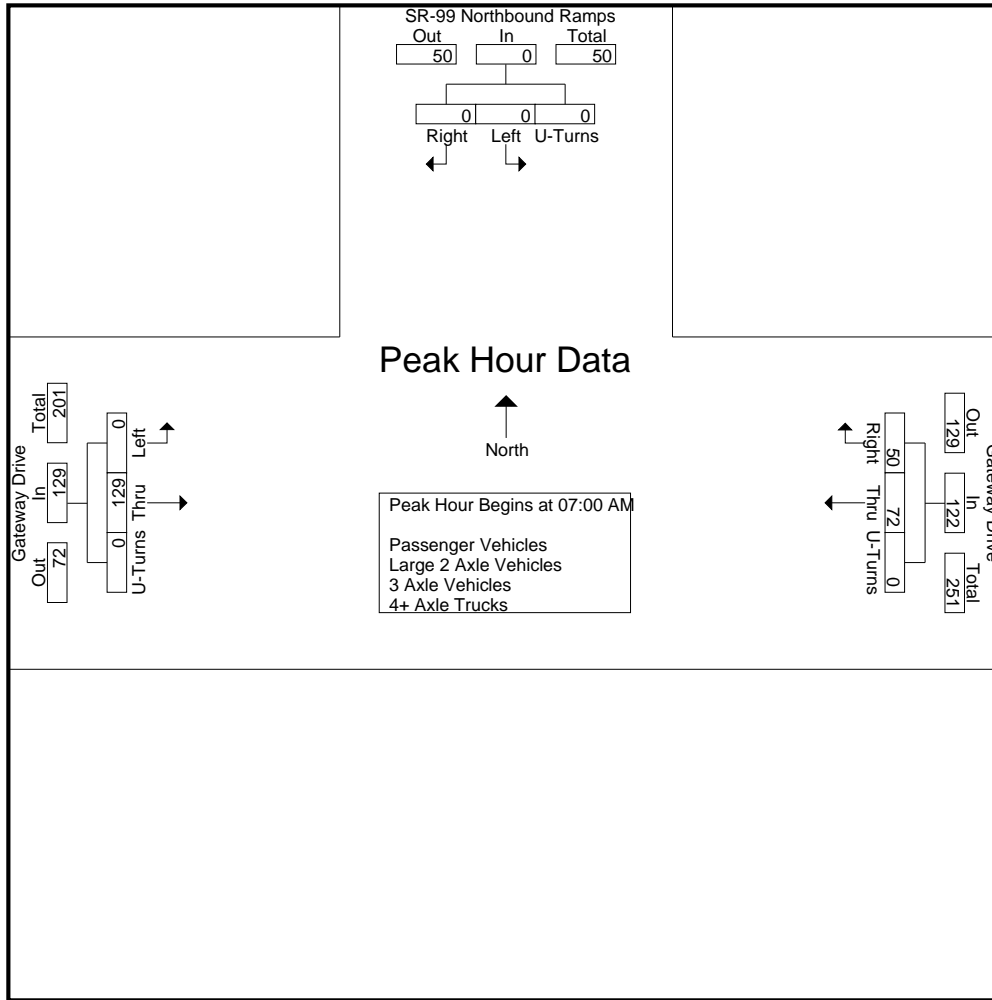 SR-99 Northbound Ramps
Out In Total
50 0 50
0 0 0
Right Left U-Turns
Peak Hour Data
North
Peak Hour Begins at 07:00 AM
Passenger Vehicles
Large 2 Axle Vehicles
3 Axle Vehicles
4+ Axle Trucks
Gateway Drive
Out In Total
72 129 201
0 129 0
U-Turns Thru Left
Gateway Drive
Out In Total
129 122 251
50 72 0
Right Thru U-Turns